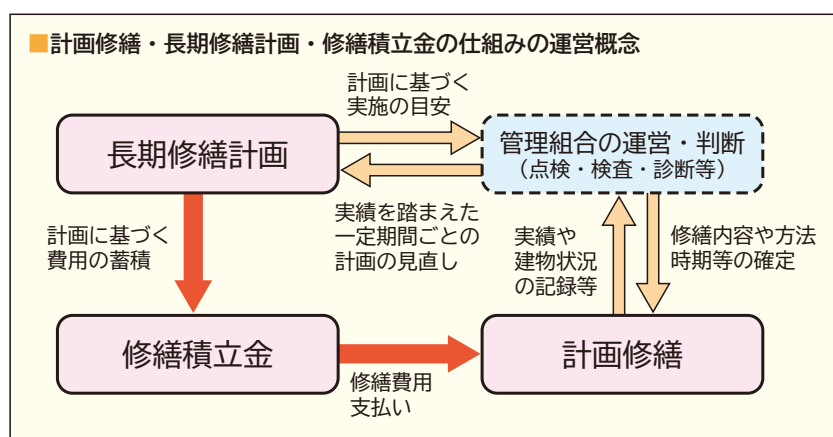 ■計画修繕・長期修繕計画・修繕積立金の仕組みの運営概念
計画に基づく
実施の目安
長期修繕計画
管理組合の運営・判断
（点検・検査・診断等）
計画に基づく
費用の蓄積
実績を踏まえた
一定期間ごとの
計画の見直し
実績や
建物状況
の記録等
修繕内容や方法
時期等の確定
修繕積立金
修繕費用
支払い
計画修繕